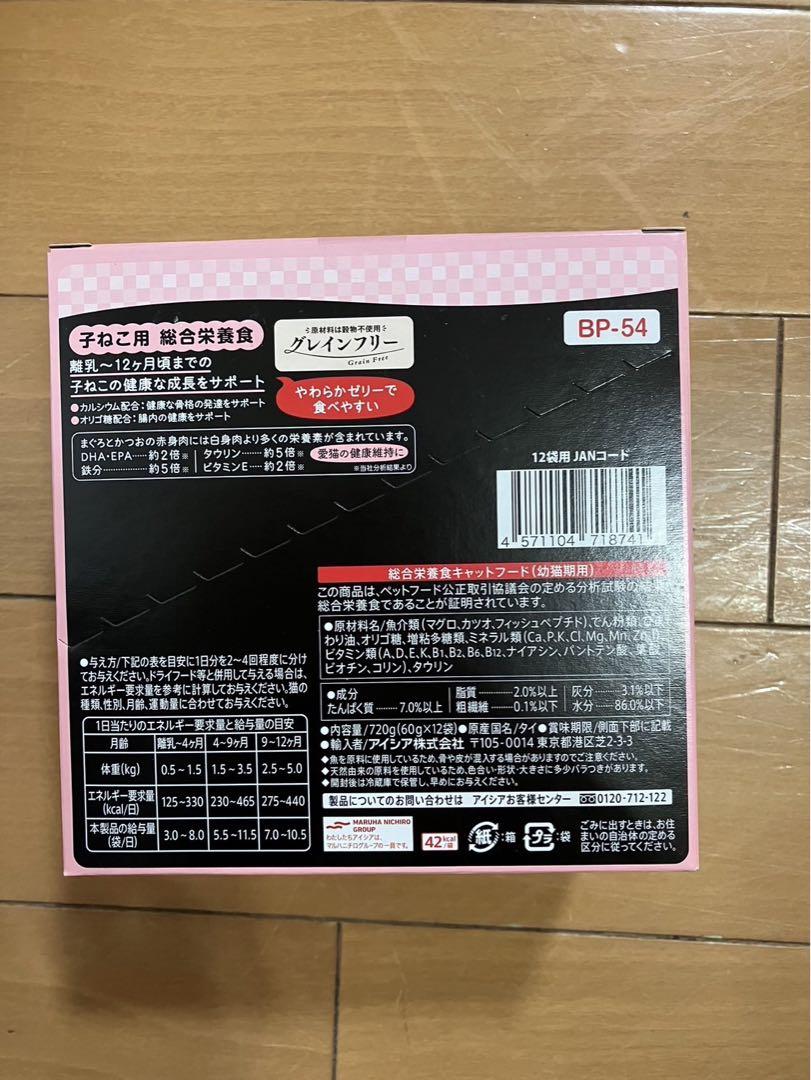 子ねこ用 総合栄養食
離乳～12ヶ月頃までの
子ねこの健康な成長をサポート
●カルシウム配合：健康な骨格の発達をサポート
●オリゴ糖配合：腸内の健康をサポート
原材料は穀物不使用
グレインフリー
Grain Free
やわらかゼリーで
食べやすい
BP-54
まぐろとかつおの赤身肉には白身肉より多くの栄養素が含まれています。
DHA・EPA……約2倍※ タウリン……約5倍※ 愛猫の健康維持に
鉄分……約5倍※ ビタミンE……約2倍※ ※当社分析結果より
12袋用 JANコード
4 571104 718741
総合栄養食キャットフード（幼猫期用）
この商品は、ペットフード公正取引協議会の定める分析試験の結果
総合栄養食であることが証明されています。
●原材料名/魚介類（マグロ、カツオ、フィッシュペプチド）、でん粉類、ひま
わり油、オリゴ糖、増粘多糖類、ミネラル類（Ca,P,K,Cl,Mg,Mn,Zn,I）
ビタミン類（A,D,E,K,B1,B2,B6,B12,ナイアシン、パントテン酸、葉酸
ビオチン、コリン）、タウリン
●成分
たんぱく質……7.0%以上 脂質……2.0%以上 灰分……3.1%以下
粗繊維……0.1%以下 水分……86.0%以下
●内容量/720g（60g×12袋）●原産国名/タイ●賞味期限/側面下部に記載
●輸入者/アイシア株式会社 〒105-0014 東京都港区芝2-3-3
◆魚を原料に使用しているため、骨や皮が混入する場合がありますのでご注意ください。
◆天然由来の原料を使用しているため、色合い・形状・大きさに多少バラつきがあります。
◆開封後は冷蔵庫で保管し、早めにお与えください。
製品についてのお問い合わせは アイシアお客様センター 0120-712-122
MARUHA NICHIRO
GROUP
わたしたちアイシアは、
マルハニチログループの一員です。
42kcal/袋
紙：箱
プラ：袋
ごみに出すときは、お住
まいの自治体の定める
区分に従ってください。
●与え方/下記の表を目安に1日分を2～4回程度に分け
てお与えください。ドライフード等と併用して与える場合は、
エネルギー要求量を参考に計算してお与えください。猫の
種類、性別、月齢、運動量に合わせてお与えください。
1日当たりのエネルギー要求量と給与量の目安
月齢 離乳～4ヶ月 4～9ヶ月 9～12ヶ月
体重(kg) 0.5～1.5 1.5～3.5 2.5～5.0
エネルギー要求量
(kcal/日) 125～330 230～465 275～440
本製品の給与量
(袋/日) 3.0～8.0 5.5～11.5 7.0～10.5